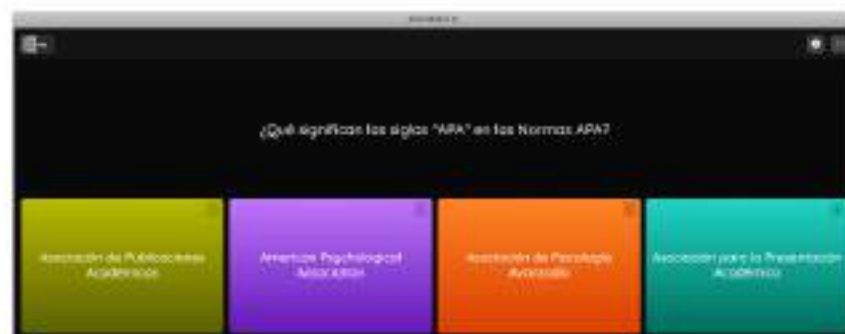 ¿Qué significan las siglas "APA" en las Normas APA?
Asociación de Publicaciones
Académicas
American Psychological
Association
Asociación de Psicología
Avanzada
Asociación para la Presentación
Académica